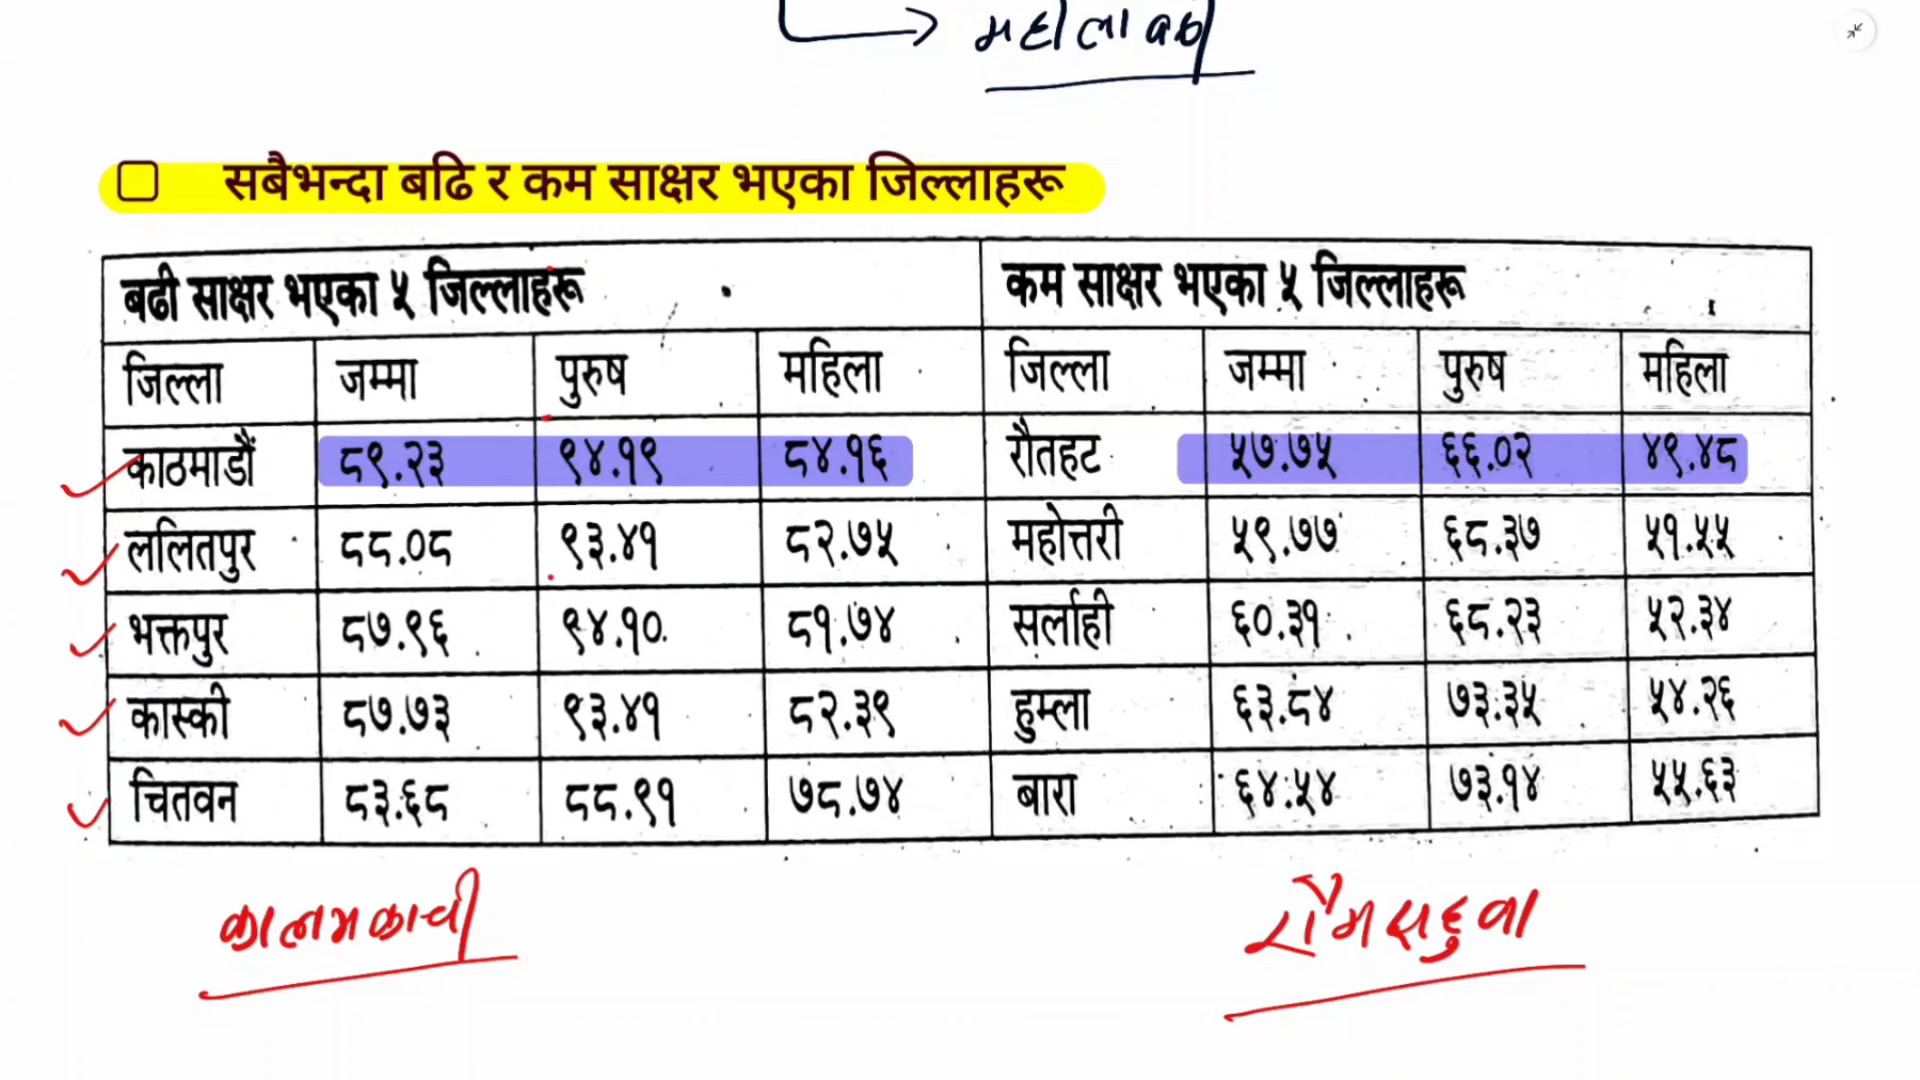 सबैभन्दा बढि र कम साक्षर भएका जिल्लाहरू
बढी साक्षर भएका ५ जिल्लाहरू कम साक्षर भएका ५ जिल्लाहरू
जिल्ला जम्मा पुरुष महिला जिल्ला जम्मा पुरुष महिला
काठमाडौं ८९.२३ ९४.१९ ८४.१६ रौतहट ५७.७५ ६६.०२ ४९.४८
ललितपुर ८८.०८ ९३.४१ ८२.७५ महोत्तरी ५९.७७ ६८.३७ ५१.५५
भक्तपुर ८७.९६ ९४.१० ८१.७४ सर्लाही ६०.३१ ६८.२३ ५२.३४
कास्की ८७.७३ ९३.४१ ८२.३९ हुम्ला ६३.८४ ७३.३५ ५४.२६
चितवन ८३.६८ ८८.९१ ७८.७४ बारा ६४.५४ ७३.१४ ५५.६३
कालभकाची रौमसहुवा